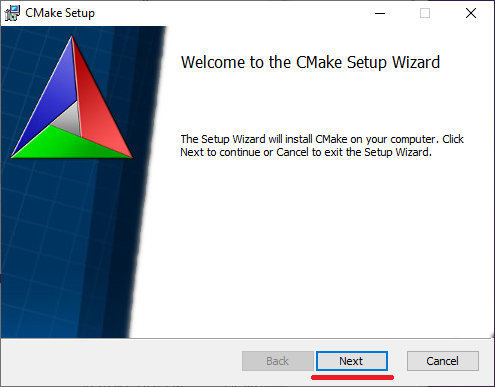 CMake Setup
Welcome to the CMake Setup Wizard
The Setup Wizard will install CMake on your computer. Click
Next to continue or Cancel to exit the Setup Wizard.
Back Next Cancel